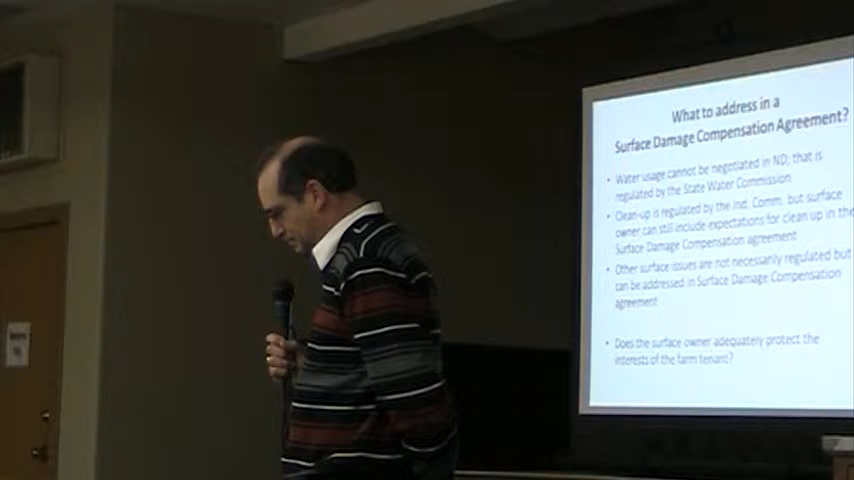 What to address in a
Surface Damage Compensation Agreement?
• Water usage cannot be negotiated in ND; that is
regulated by the State Water Commission
• Clean-up is regulated by the Ind. Comm. but surface
owner can still include expectations for clean up in the
Surface Damage Compensation agreement
• Other surface issues are not necessarily regulated but
can be addressed in Surface Damage Compensation
agreement
• Does the surface owner adequately protect the
interests of the farm tenant?